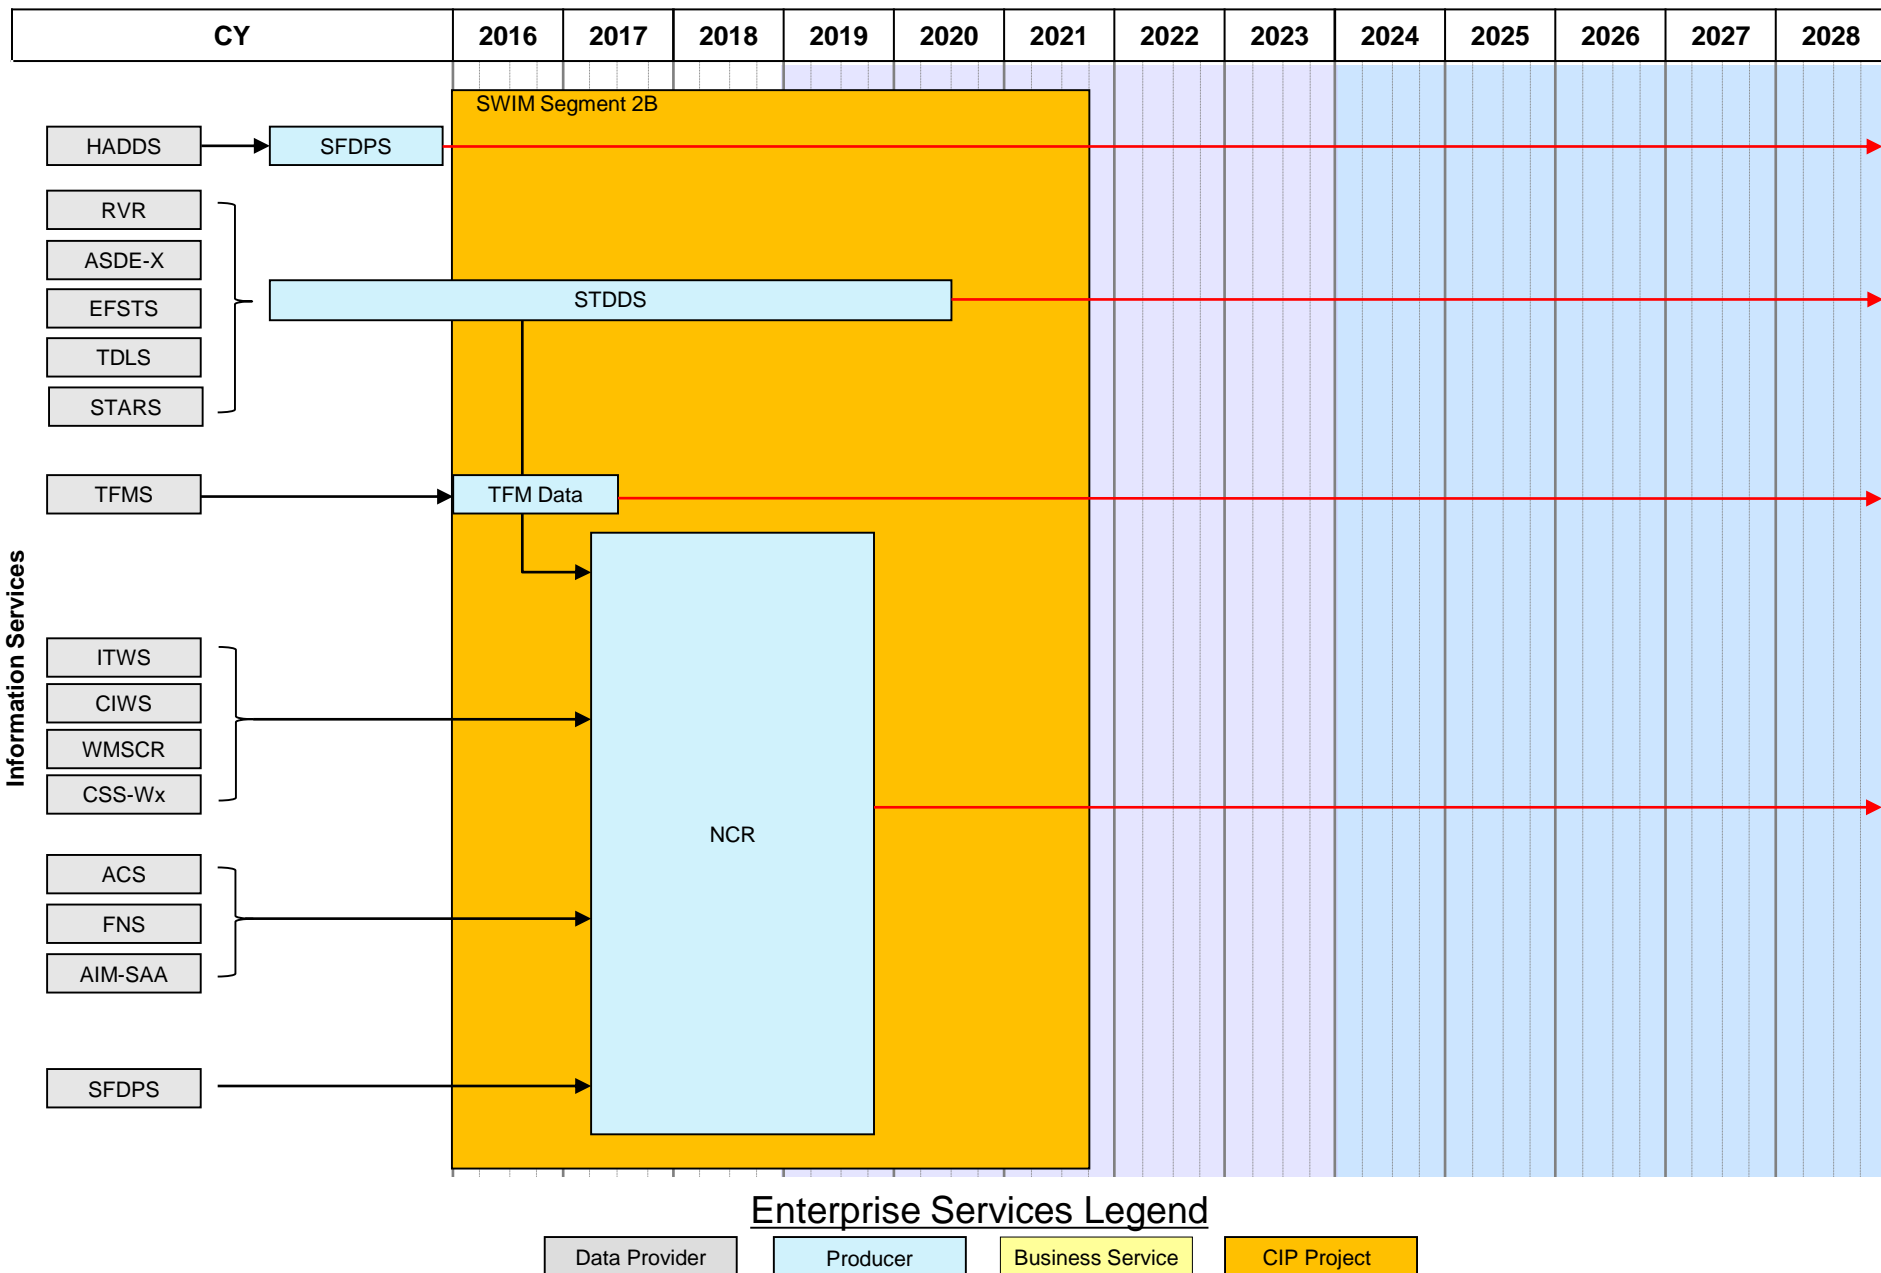 CY 2016 2017 2018 2019 2020 2021 2022 2023 2024 2025 2026 2027 2028
SWIM Segment 2B
HADDS SFDPS
RVR
ASDE-X
EFSTS STDDS
TDLS
STARS
TFMS TFM Data
Information Services
ITWS
CIWS
WMSCR
CSS-Wx
NCR
ACS
FNS
AIM-SAA
SFDPS
Enterprise Services Legend
Data Provider Producer Business Service CIP Project